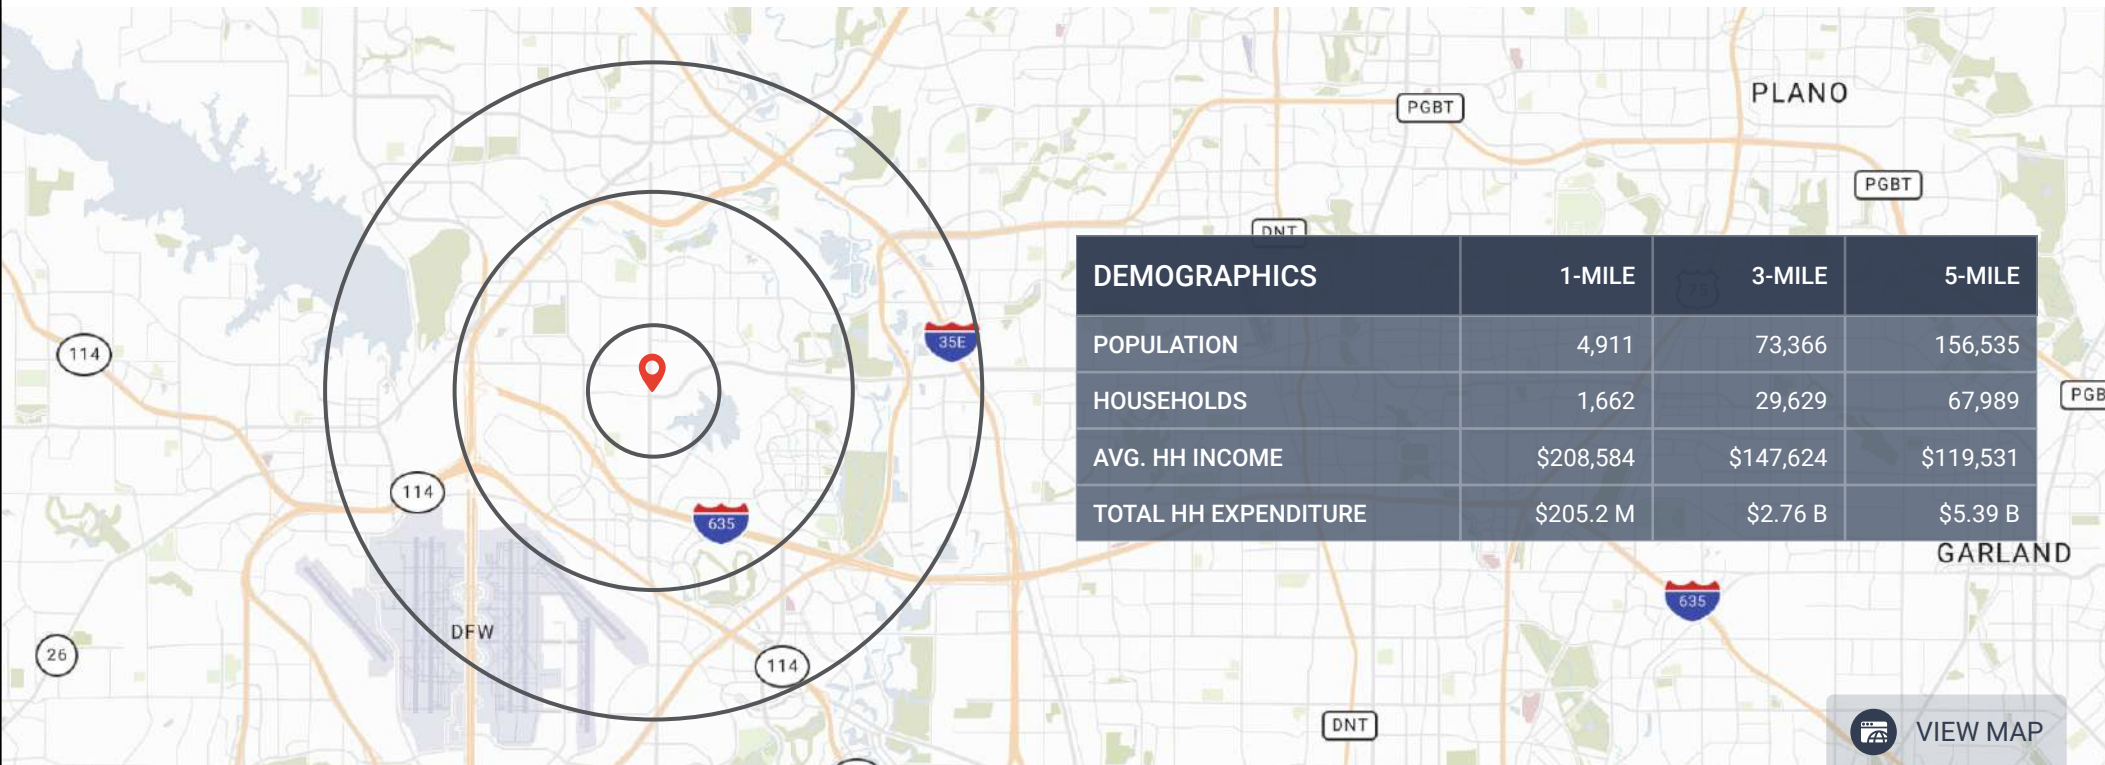 PLANO
PGBT
PGBT
DNT
DEMOGRAPHICS 1-MILE 3-MILE 5-MILE
POPULATION 4,911 73,366 156,535
HOUSEHOLDS 1,662 29,629 67,989
AVG. HH INCOME $208,584 $147,624 $119,531
TOTAL HH EXPENDITURE $205.2 M $2.76 B $5.39 B
35E
114
PGB
114
635
GARLAND
635
DFW
26
114
DNT
VIEW MAP